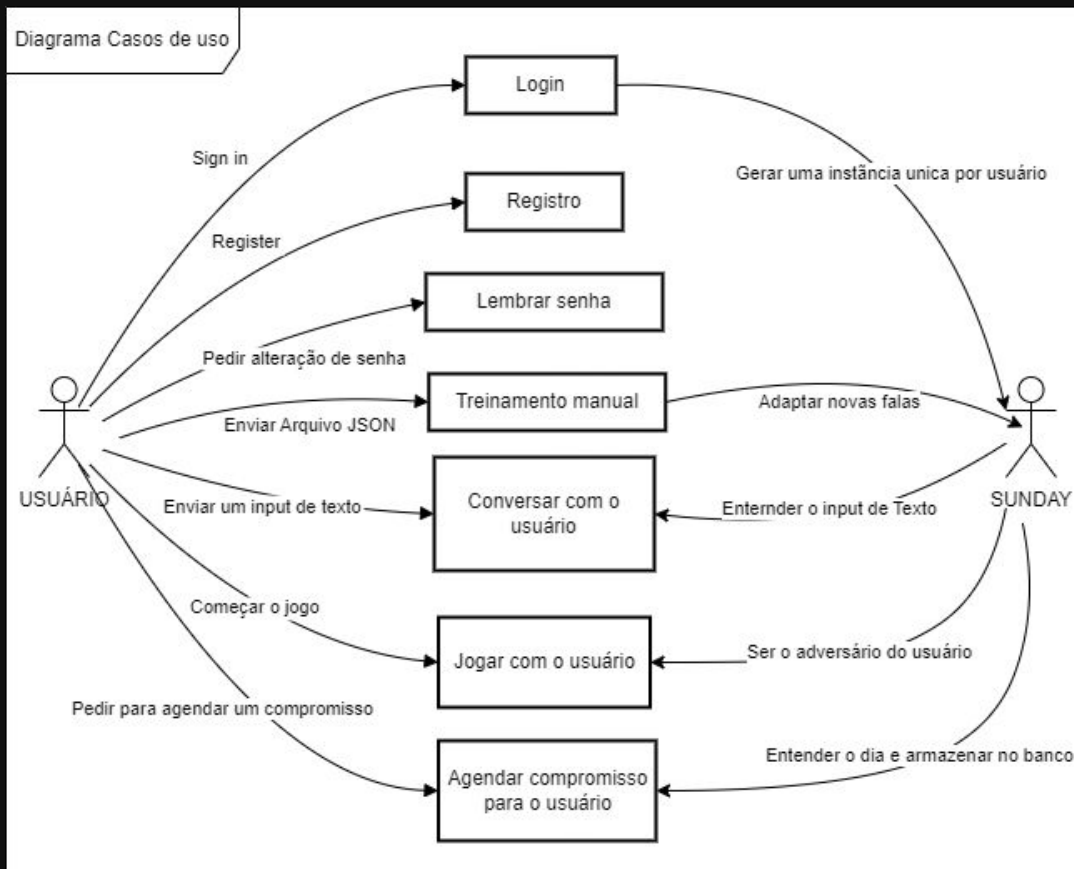 Diagrama Casos de uso
Login
Sign in
Gerar uma instância unica por usuário
Registro
Register
Lembrar senha
Pedir alteração de senha
Treinamento manual
Adaptar novas falas
Enviar Arquivo JSON
USUÁRIO
SUNDAY
Enviar um input de texto
Conversar com o
usuário
Enternder o input de Texto
Começar o jogo
Jogar com o usuário
Ser o adversário do usuário
Pedir para agendar um compromisso
Entender o dia e armazenar no banco
Agendar compromisso
para o usuário